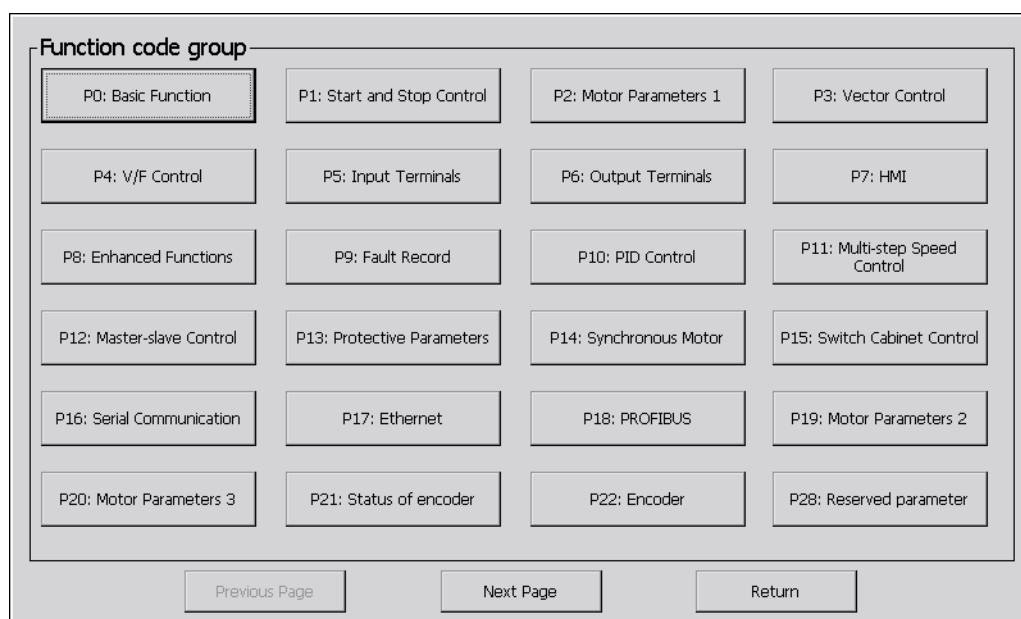 Function code group
P0: Basic Function
P1: Start and Stop Control
P2: Motor Parameters 1
P3: Vector Control
P4: V/F Control
P5: Input Terminals
P6: Output Terminals
P7: HMI
P8: Enhanced Functions
P9: Fault Record
P10: PID Control
P11: Multi-step Speed
Control
P12: Master-slave Control
P13: Protective Parameters
P14: Synchronous Motor
P15: Switch Cabinet Control
P16: Serial Communication
P17: Ethernet
P18: PROFIBUS
P19: Motor Parameters 2
P20: Motor Parameters 3
P21: Status of encoder
P22: Encoder
P28: Reserved parameter
Previous Page
Next Page
Return